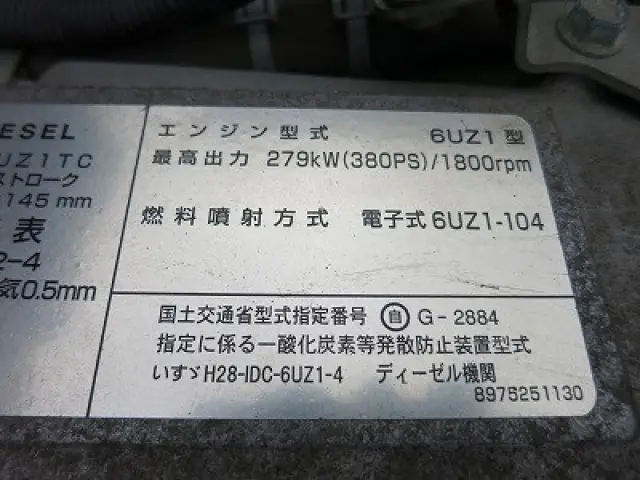 ESEL
UZ1TC
ストローク
145 mm
表
2-4
気0.5mm
エンジン型式 6UZ1型
最高出力 279kW(380PS)/1800rpm
燃料噴射方式 電子式6UZ1-104
国土交通省型式指定番号 自 G-2884
指定に係る一酸化炭素等発散防止装置型式
いすゞH28-IDC-6UZ1-4 ディーゼル機関
8975251130